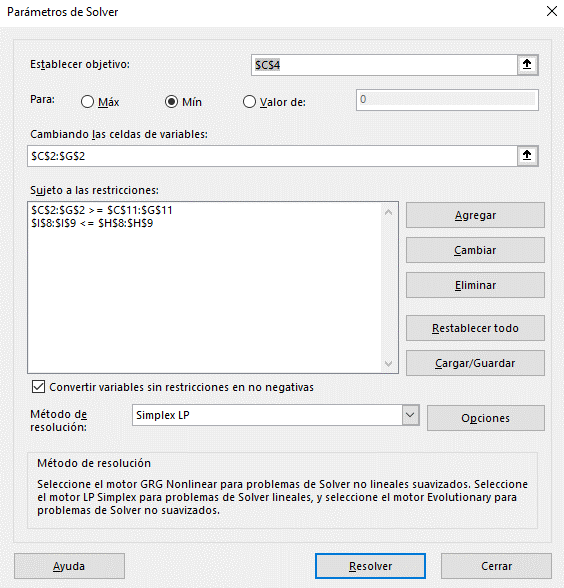 Parámetros de Solver
Establecer objetivo:
$C$4
Para:
Máx
Mín
Valor de:
0
Cambiando las celdas de variables:
$C$2:$G$2
Sujeto a las restricciones:
$C$2:$G$2 >= $C$11:$G$11
$I$8:$I$9 <= $H$8:$H$9
Agregar
Cambiar
Eliminar
Restablecer todo
Cargar/Guardar
Convertir variables sin restricciones en no negativas
Método de
resolución:
Simplex LP
Opciones
Método de resolución
Seleccione el motor GRG Nonlinear para problemas de Solver no lineales suavizados. Seleccione
el motor LP Simplex para problemas de Solver lineales, y seleccione el motor Evolutionary para
problemas de Solver no suavizados.
Ayuda
Resolver
Cerrar